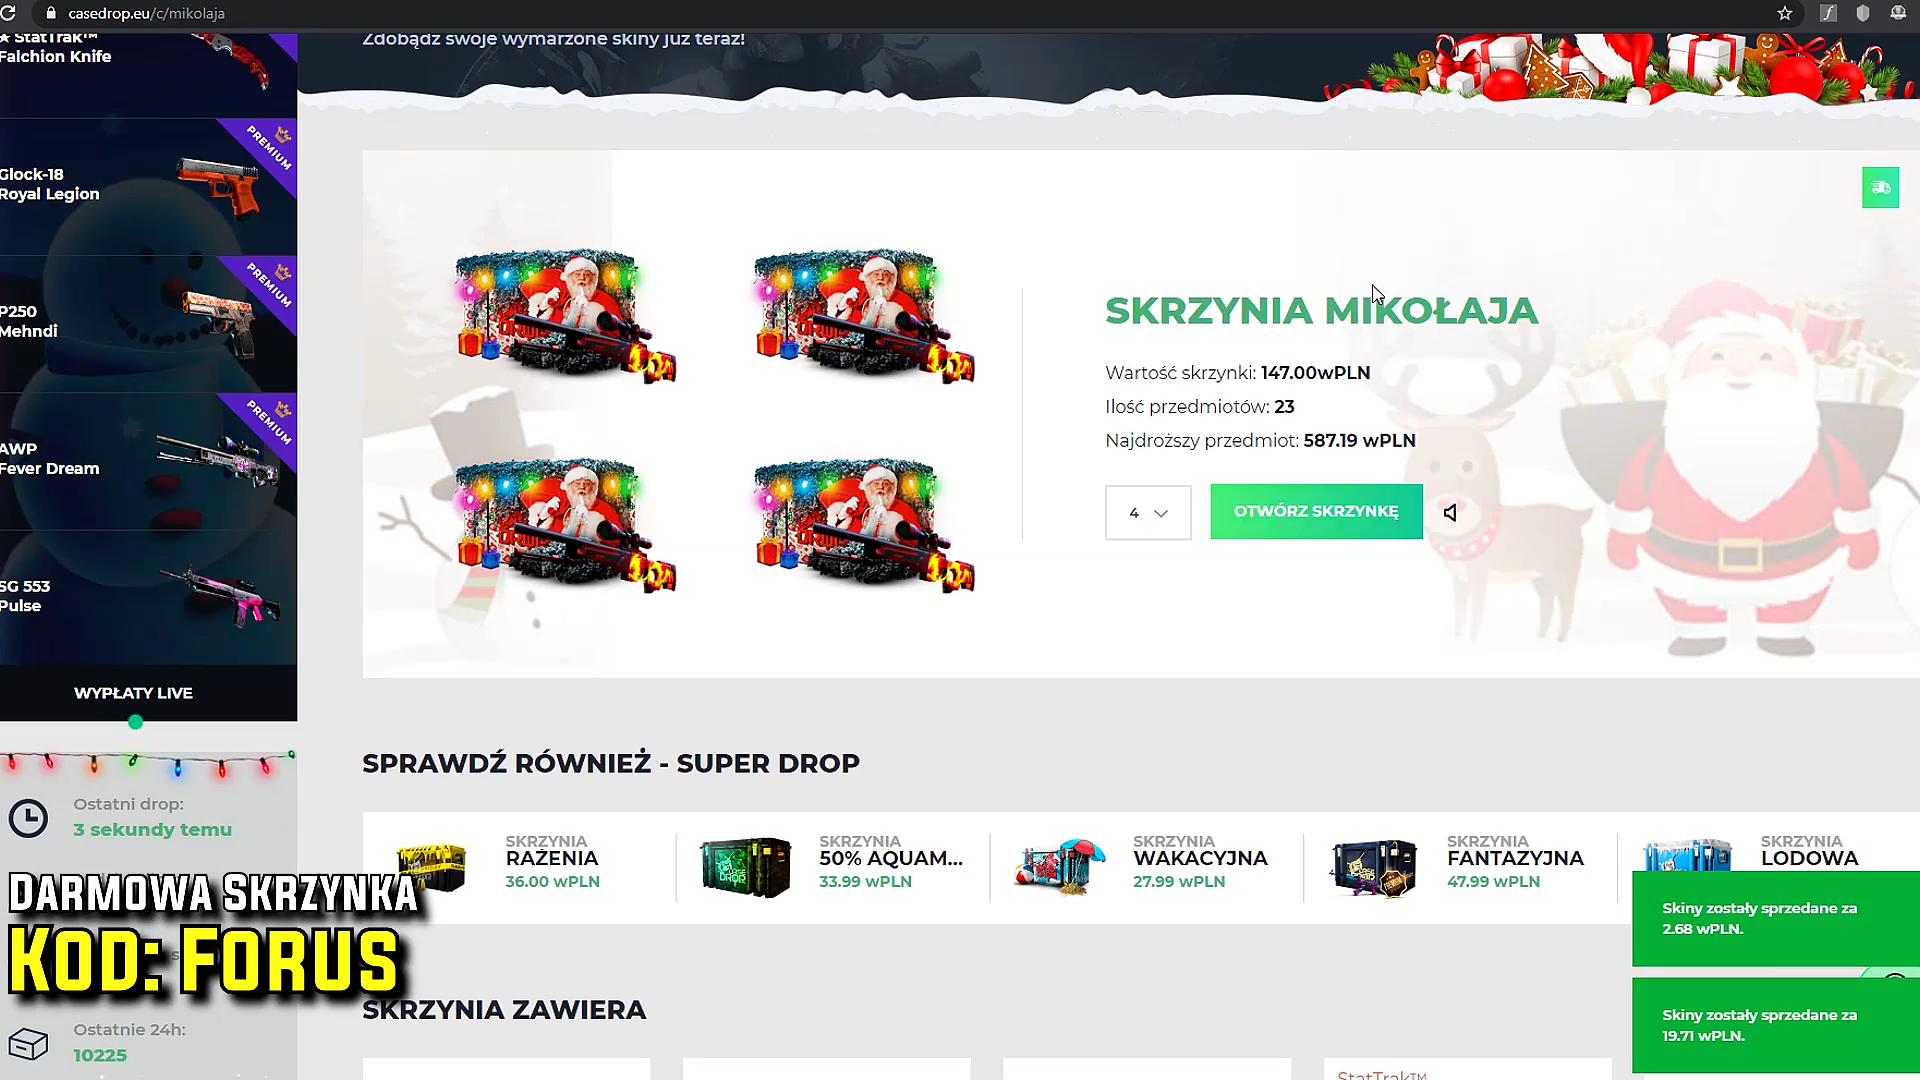 casedrop.eu/c/mikolaja
★ StatTrak™
Falchion Knife
PREMIUM
Glock-18
Royal Legion
PREMIUM
P250
Mehndi
PREMIUM
AWP
Fever Dream
SG 553
Pulse
WYPŁATY LIVE
Ostatni drop:
3 sekundy temu
DARMOWA SKRZYNKA
KOD: FORUS
Ostatnie 24h:
10225
Zdobądź swoje wymarzone skiny już teraz!
SKRZYNIA MIKOŁAJA
Wartość skrzynki: 147.00wPLN
Ilość przedmiotów: 23
Najdroższy przedmiot: 587.19 wPLN
4
OTWÓRZ SKRZYNKĘ
SPRAWDŹ RÓWNIEŻ - SUPER DROP
SKRZYNIA
RAŻENIA
36.00 wPLN
SKRZYNIA
50% AQUAM...
33.99 wPLN
SKRZYNIA
WAKACYJNA
27.99 wPLN
SKRZYNIA
FANTAZYJNA
47.99 wPLN
SKRZYNIA
LODOWA
Skiny zostały sprzedane za
2.68 wPLN.
Skiny zostały sprzedane za
19.71 wPLN.
SKRZYNIA ZAWIERA
StatTrak™